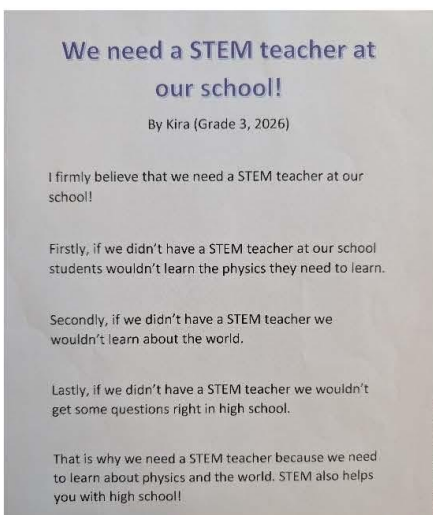 We need a STEM teacher at
our school!
By Kira (Grade 3, 2026)
I firmly believe that we need a STEM teacher at our
school!
Firstly, if we didn't have a STEM teacher at our school
students wouldn't learn the physics they need to learn.
Secondly, if we didn't have a STEM teacher we
wouldn't learn about the world.
Lastly, if we didn't have a STEM teacher we wouldn't
get some questions right in high school.
That is why we need a STEM teacher because we need
to learn about physics and the world. STEM also helps
you with high school!